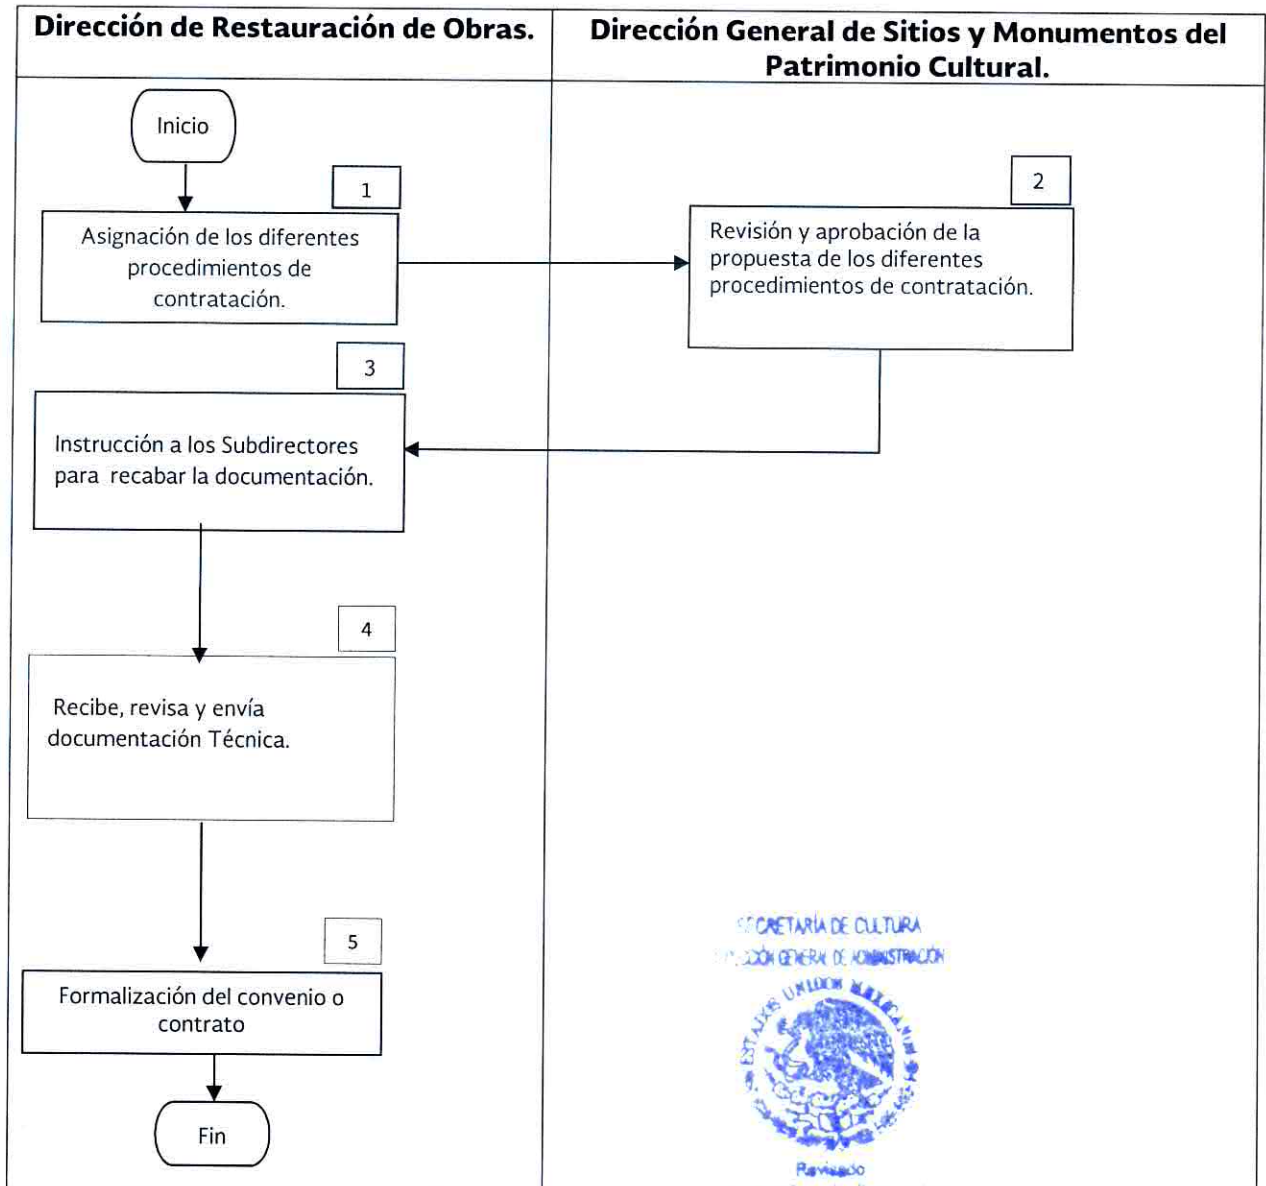 Dirección de Restauración de Obras.
Dirección General de Sitios y Monumentos del
Patrimonio Cultural.
Inicio
1
Asignación de los diferentes
procedimientos de
contratación.
2
Revisión y aprobación de la
propuesta de los diferentes
procedimientos de contratación.
3
Instrucción a los Subdirectores
para recabar la documentación.
4
Recibe, revisa y envía
documentación Técnica.
5
Formalización del convenio o
contrato
Fin
SECRETARÍA DE CULTURA
DIRECCIÓN GENERAL DE ADMINISTRACIÓN
ESTADOS UNIDOS MEXICANOS
Revisado